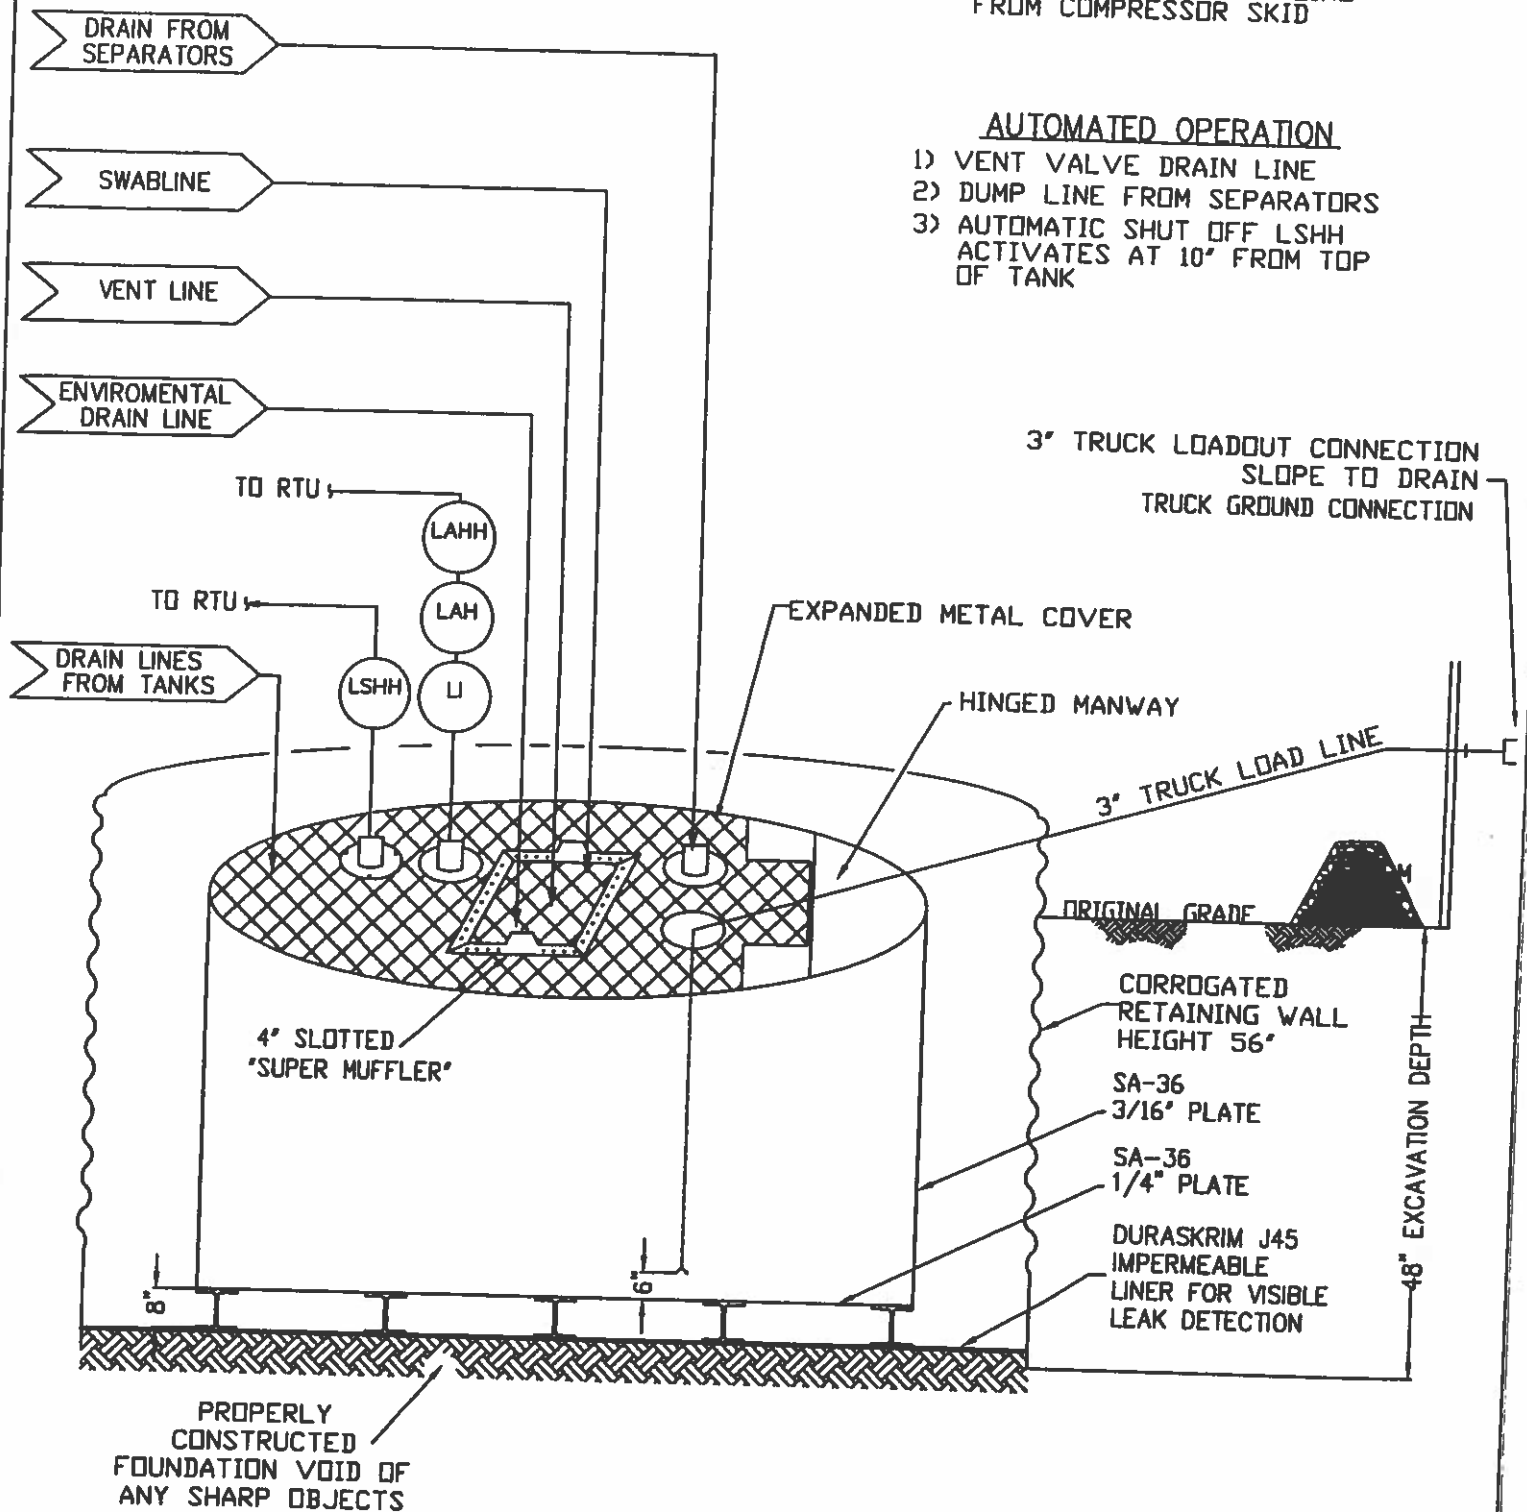 FROM COMPRESSOR SKID
DRAIN FROM
SEPARATORS
AUTOMATED OPERATION
1) VENT VALVE DRAIN LINE
2) DUMP LINE FROM SEPARATORS
3) AUTOMATIC SHUT OFF LSHH
ACTIVATES AT 10" FROM TOP
OF TANK
SWABLINE
VENT LINE
ENVIROMENTAL
DRAIN LINE
3" TRUCK LOADOUT CONNECTION
SLOPE TO DRAIN
TRUCK GROUND CONNECTION
TO RTU
LAHH
TO RTU
LAH
EXPANDED METAL COVER
DRAIN LINES
FROM TANKS
LSHH
LI
HINGED MANWAY
3" TRUCK LOAD LINE
M
ORIGINAL GRADE
CORROGATED
RETAINING WALL
HEIGHT 56"
4" SLOTTED
"SUPER MUFFLER"
SA-36
3/16" PLATE
SA-36
1/4" PLATE
48" EXCAVATION DEPTH
DURASKRIM J45
IMPERMEABLE
LINER FOR VISIBLE
LEAK DETECTION
8"
6"
PROPERLY
CONSTRUCTED
FOUNDATION VOID OF
ANY SHARP OBJECTS